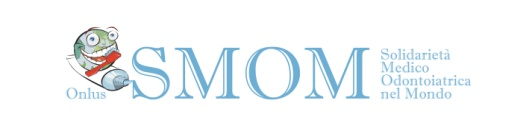 Onlus
SMOM
Solidarietà
Medico
Odontoiatrica
nel Mondo